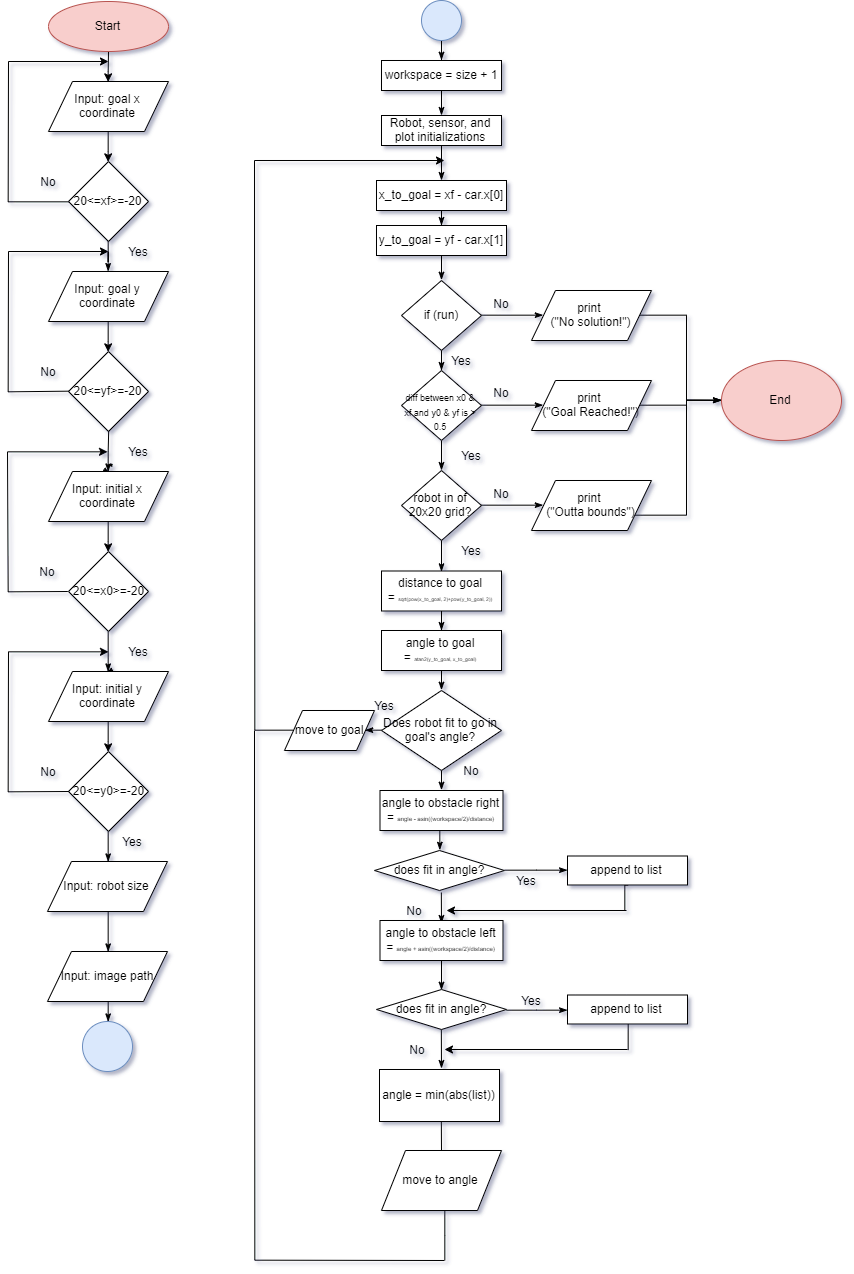 Start
Input: goal x
coordinate
No
20<=xf>=-20
Yes
Input: goal y
coordinate
No
20<=yf>=-20
Yes
Input: initial x
coordinate
No
20<=x0>=-20
Yes
Input: initial y
coordinate
No
20<=y0>=-20
Yes
Input: robot size
Input: image path
workspace = size + 1
Robot, sensor, and
plot initializations
x_to_goal = xf - car.x[0]
y_to_goal = yf - car.x[1]
if (run)
No
print
("No solution!")
Yes
diff between x0 &
xf and y0 & yf is >
0.5
No
print
("Goal Reached!")
End
Yes
robot in of
20x20 grid?
No
print
("Outta bounds")
Yes
distance to goal
= sqrt(pow(x_to_goal, 2)+pow(y_to_goal, 2))
angle to goal
= atan2(y_to_goal, x_to_goal)
Does robot fit to go in
goal's angle?
Yes
move to goal
No
angle to obstacle right
= angle - asin((workspace/2)/distance)
does fit in angle?
Yes
append to list
No
angle to obstacle left
= angle + asin((workspace/2)/distance)
does fit in angle?
Yes
append to list
No
angle = min(abs(list))
move to angle